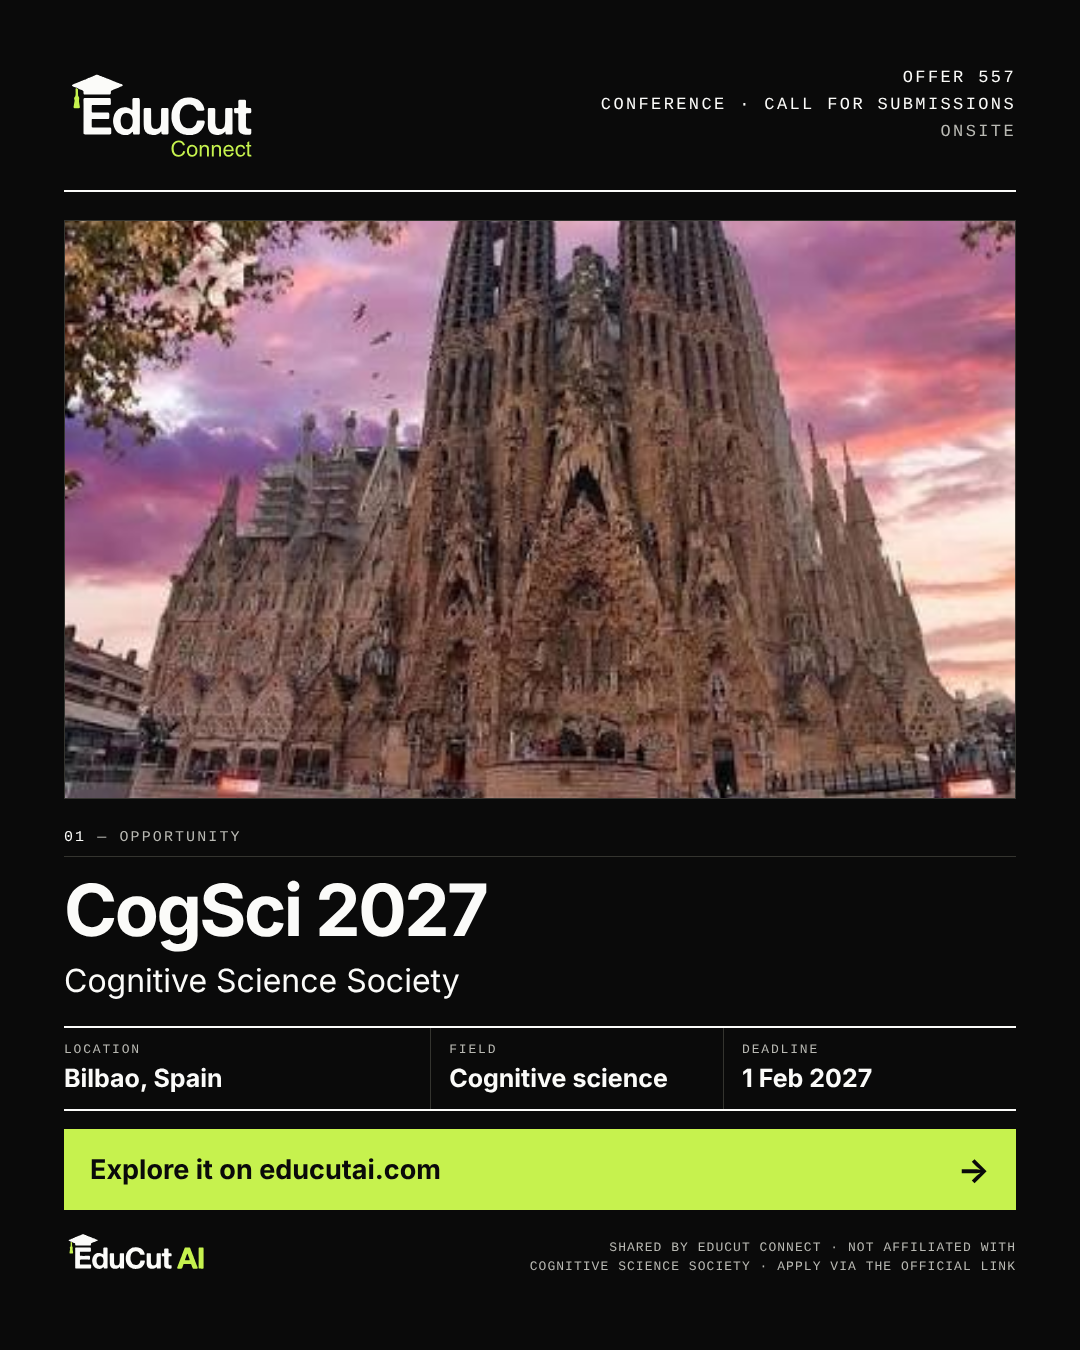 EduCut
Connect
OFFER 557
CONFERENCE · CALL FOR SUBMISSIONS
ONSITE
01 — OPPORTUNITY
CogSci 2027
Cognitive Science Society
LOCATION
Bilbao, Spain
FIELD
Cognitive science
DEADLINE
1 Feb 2027
Explore it on educutai.com →
EduCut AI
SHARED BY EDUCUT CONNECT · NOT AFFILIATED WITH
COGNITIVE SCIENCE SOCIETY · APPLY VIA THE OFFICIAL LINK